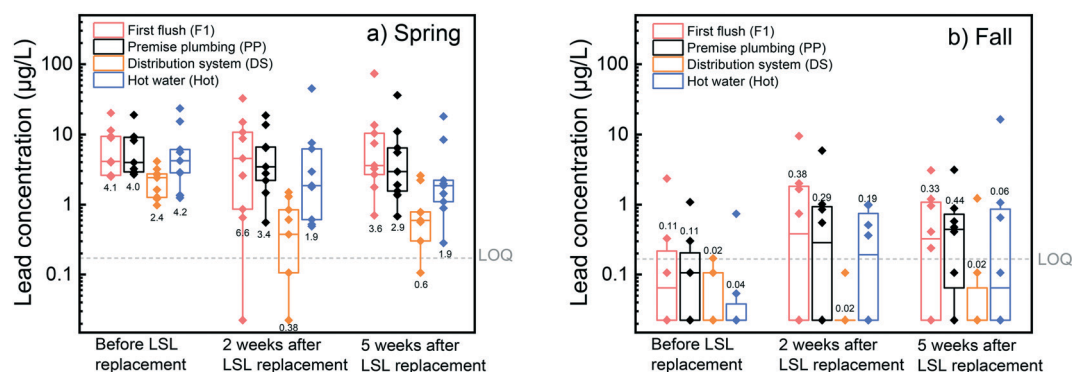 First flush (F1)
Premise plumbing (PP)
Distribution system (DS)
Hot water (Hot)
a) Spring
Lead concentration (µg/L)
100
10
1
0.1
4.1
4.0
2.4
4.2
6.6
3.4
0.38
1.9
3.6
2.9
0.6
1.9
LOQ
Before LSL
replacement
2 weeks after
LSL replacement
5 weeks after
LSL replacement
First flush (F1)
Premise plumbing (PP)
Distribution system (DS)
Hot water (Hot)
b) Fall
Lead concentration (µg/L)
100
10
1
0.1
0.11
0.11
0.02
0.04
0.38
0.29
0.02
0.19
0.33
0.44
0.02
0.06
LOQ
Before LSL
replacement
2 weeks after
LSL replacement
5 weeks after
LSL replacement